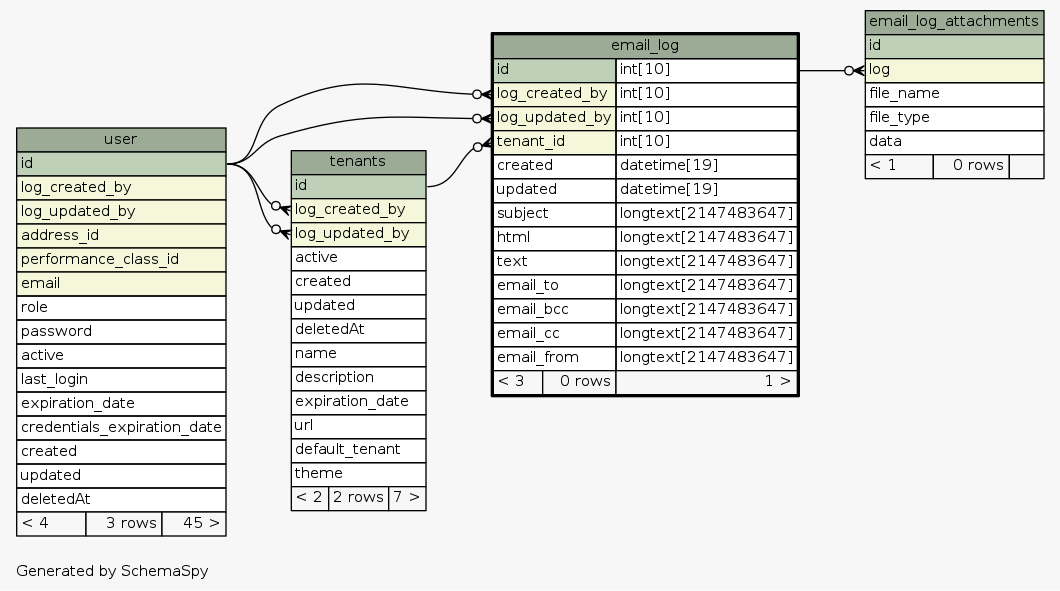 user
id
log_created_by
log_updated_by
address_id
performance_class_id
email
role
password
active
last_login
expiration_date
credentials_expiration_date
created
updated
deletedAt
< 4 3 rows 45 >
tenants
id
log_created_by
log_updated_by
active
created
updated
deletedAt
name
description
expiration_date
url
default_tenant
theme
< 2 2 rows 7 >
email_log
id int[10]
log_created_by int[10]
log_updated_by int[10]
tenant_id int[10]
created datetime[19]
updated datetime[19]
subject longtext[2147483647]
html longtext[2147483647]
text longtext[2147483647]
email_to longtext[2147483647]
email_bcc longtext[2147483647]
email_cc longtext[2147483647]
email_from longtext[2147483647]
< 3 0 rows 1 >
email_log_attachments
id
log
file_name
file_type
data
< 1 0 rows
Generated by SchemaSpy